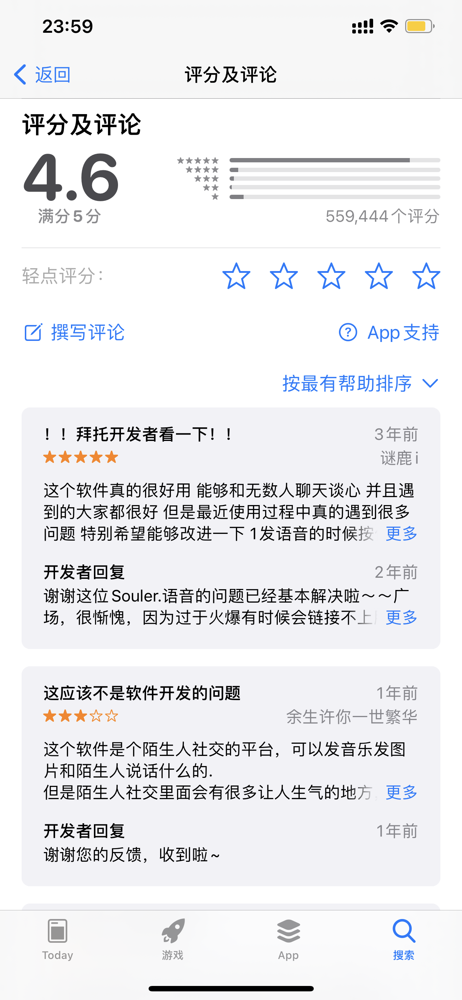 23:59
返回
评分及评论
评分及评论
4.6
满分5分
559,444个评分
轻点评分：
撰写评论
App支持
按最有帮助排序
！！拜托开发者看一下！！
3年前
谜鹿i
这个软件真的很好用 能够和无数人聊天谈心 并且遇
到的大家都很好 但是最近使用过程中真的遇到很多
问题 特别希望能够改进一下 1发语音的时候按
更多
开发者回复
2年前
谢谢这位Souler.语音的问题已经基本解决啦～～广
场，很惭愧，因为过于火爆有时候会链接不上
更多
这应该不是软件开发的问题
1年前
余生许你一世繁华
这个软件是个陌生人社交的平台，可以发音乐发图
片和陌生人说话什么的.
但是陌生人社交里面会有很多让人生气的地方，
更多
开发者回复
1年前
谢谢您的反馈，收到啦~
Today
游戏
App
搜索